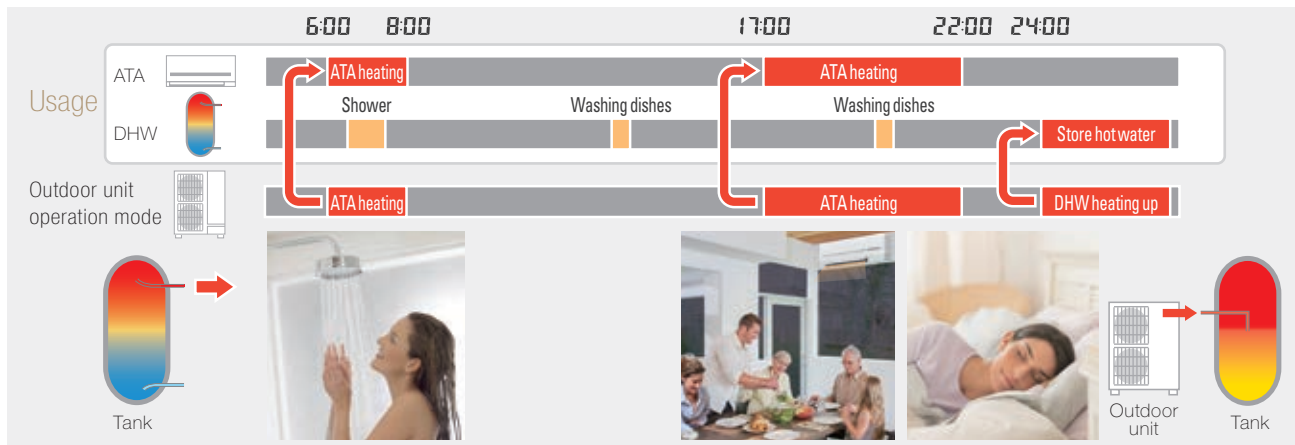 6:00 8:00 17:00 22:00 24:00
ATA ATA heating ATA heating
Usage
Shower Washing dishes Washing dishes
DHW Store hot water
Outdoor unit
operation mode
ATA heating ATA heating DHW heating up
Tank
Outdoor
unit
Tank